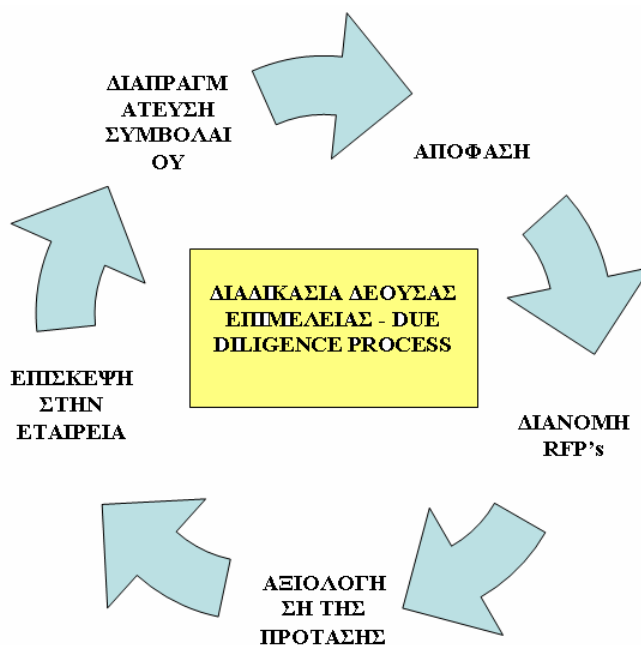 ΔΙΑΠΡΑΓΜ
ΑΤΕΥΣΗ
ΣΥΜΒΟΛΑΙ
ΟΥ
ΑΠΟΦΑΣΗ
ΔΙΑΔΙΚΑΣΙΑ ΔΕΟΥΣΑΣ
ΕΠΙΜΕΛΕΙΑΣ - DUE
DILIGENCE PROCESS
ΕΠΙΣΚΕΨΗ
ΣΤΗΝ
ΕΤΑΙΡΕΙΑ
ΔΙΑΝΟΜΗ
RFP’s
ΑΞΙΟΛΟΓΗ
ΣΗ ΤΗΣ
ΠΡΟΤΑΣΗΣ